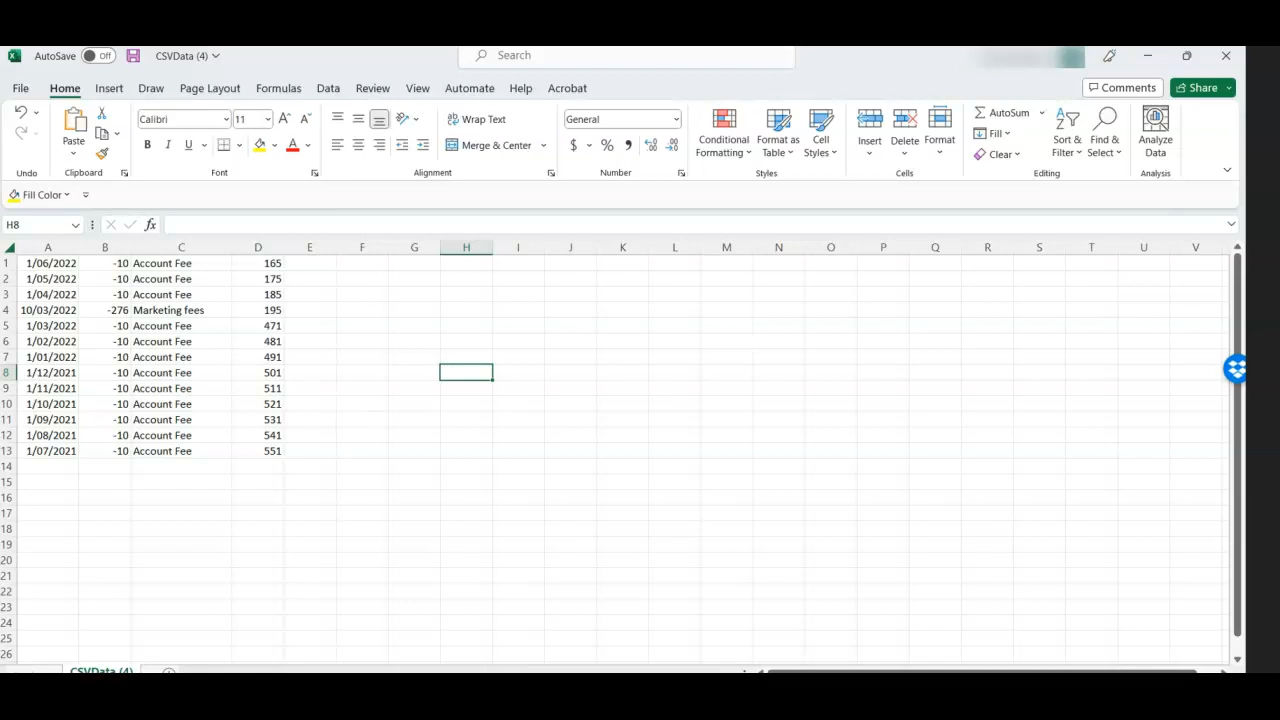 AutoSave Off CSVData (4) Search
File Home Insert Draw Page Layout Formulas Data Review View Automate Help Acrobat Comments Share
Calibri 11 Wrap Text General AutoSum
Paste Merge & Center $ % Conditional Formatting Format as Table Cell Styles Insert Delete Format Fill Clear Sort & Filter Find & Select Analyze Data
Undo Clipboard Font Alignment Number Styles Cells Editing Analysis
Fill Color
H8 fx
A B C D E F G H I J K L M N O P Q R S T U V
1 1/06/2022 -10 Account Fee 165
2 1/05/2022 -10 Account Fee 175
3 1/04/2022 -10 Account Fee 185
4 10/03/2022 -276 Marketing fees 195
5 1/03/2022 -10 Account Fee 471
6 1/02/2022 -10 Account Fee 481
7 1/01/2022 -10 Account Fee 491
8 1/12/2021 -10 Account Fee 501
9 1/11/2021 -10 Account Fee 511
10 1/10/2021 -10 Account Fee 521
11 1/09/2021 -10 Account Fee 531
12 1/08/2021 -10 Account Fee 541
13 1/07/2021 -10 Account Fee 551
14
15
16
17
18
19
20
21
22
23
24
25
26
CSVData (4)